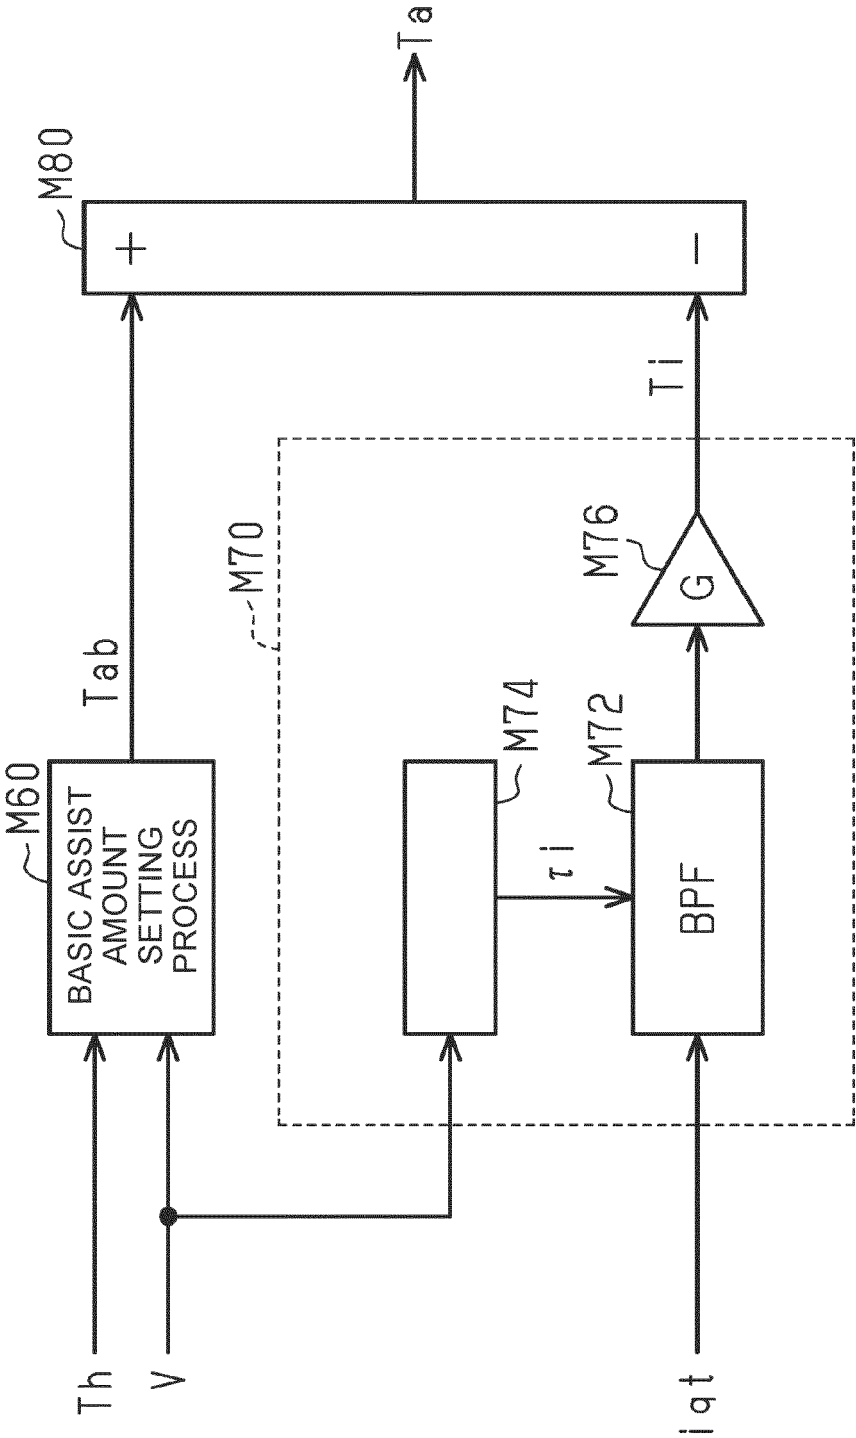 Th
V
iqt
M60
BASIC ASSIST
AMOUNT
SETTING
PROCESS
Tab
M70
M74
τi
M72
BPF
M76
G
Ti
M80
+
−
Ta